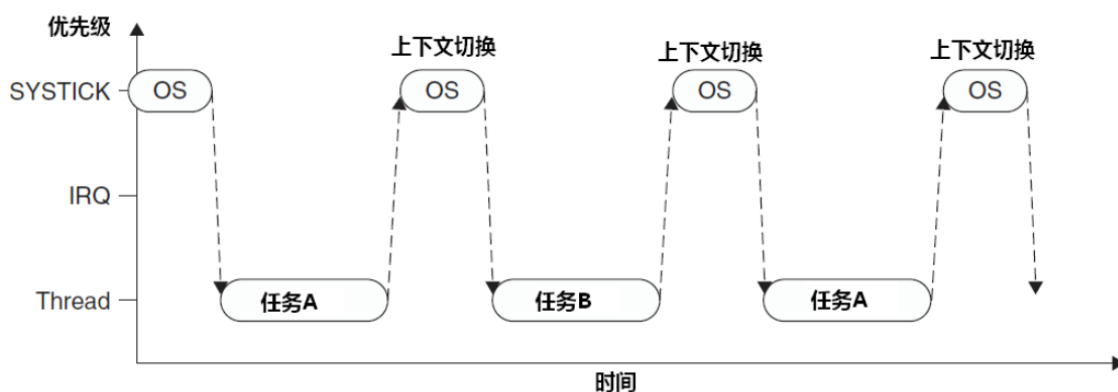 优先级
上下文切换
上下文切换
上下文切换
SYSTICK
OS
OS
OS
OS
IRQ
Thread
任务A
任务B
任务A
时间